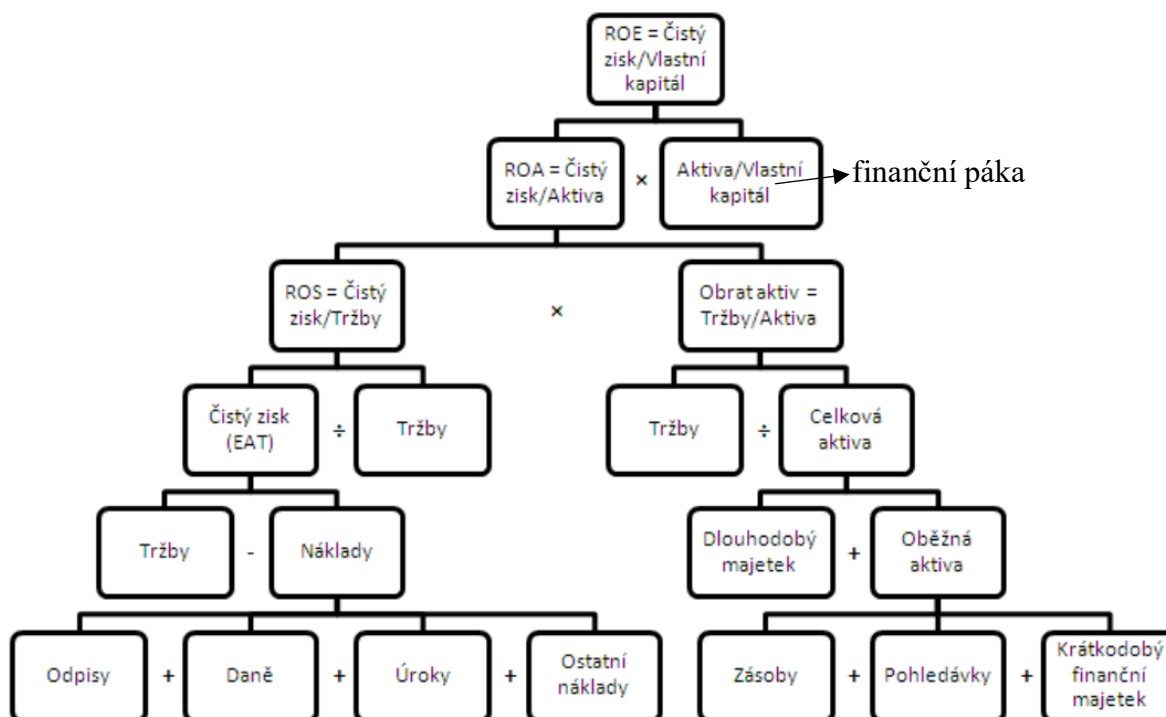 ROE = Čistý
zisk/Vlastní
kapitál
ROA = Čistý
zisk/Aktiva
×
Aktiva/Vlastní
kapitál
finanční páka
ROS = Čistý
zisk/Tržby
×
Obrat aktiv =
Tržby/Aktiva
Čistý zisk
(EAT)
÷
Tržby
Tržby
÷
Celková
aktiva
Tržby
-
Náklady
Dlouhodobý
majetek
+
Oběžná
aktiva
Odpisy
+
Daně
+
Úroky
+
Ostatní
náklady
Zásoby
+
Pohledávky
+
Krátkodobý
finanční
majetek